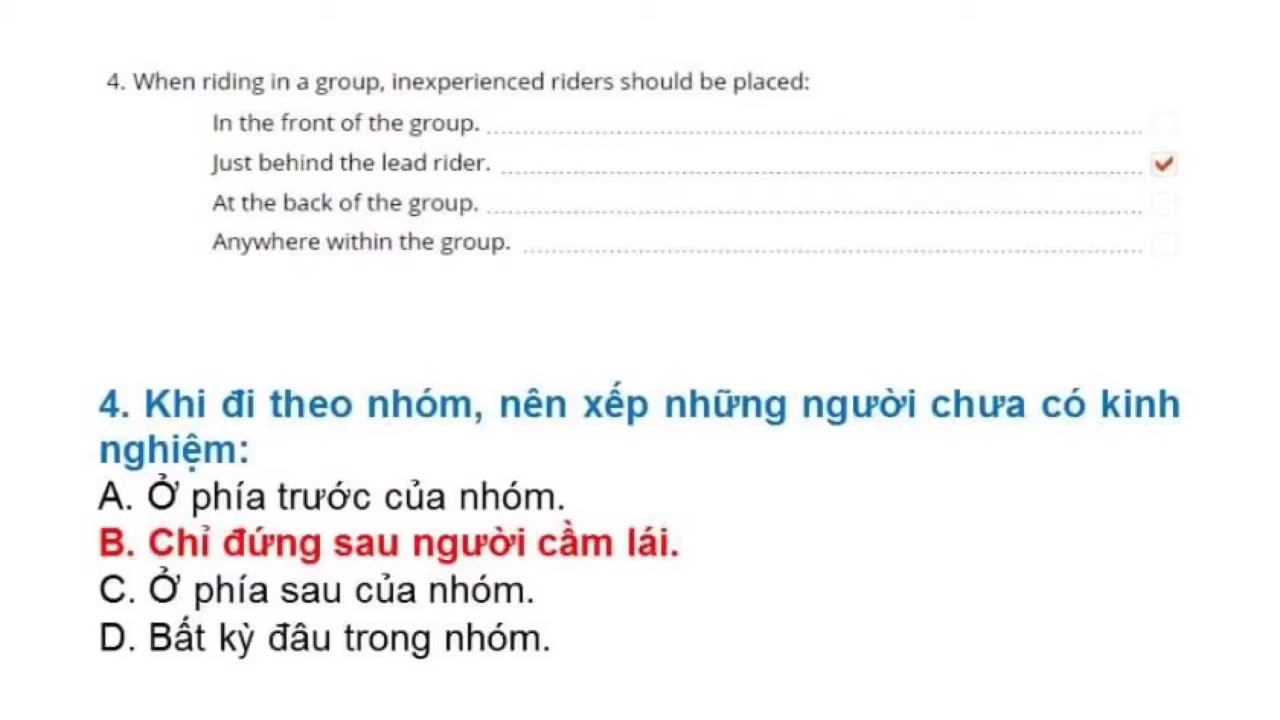 4. When riding in a group, inexperienced riders should be placed:
In the front of the group.
Just behind the lead rider.
At the back of the group.
Anywhere within the group.
4. Khi đi theo nhóm, nên xếp những người chưa có kinh
nghiệm:
A. Ở phía trước của nhóm.
B. Chỉ đứng sau người cầm lái.
C. Ở phía sau của nhóm.
D. Bất kỳ đâu trong nhóm.